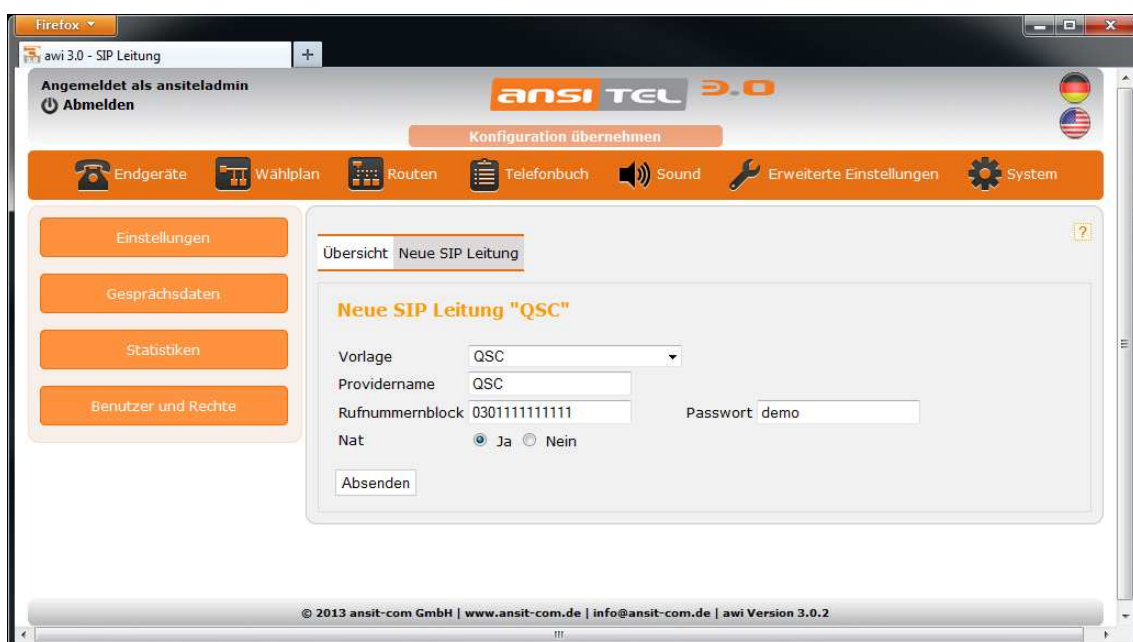 Firefox
awi 3.0 - SIP Leitung
Angemeldet als ansiteladmin
Abmelden
ansi TEL 3.0
Konfiguration übernehmen
Endgeräte Wählplan Routen Telefonbuch Sound Erweiterte Einstellungen System
Einstellungen
Gesprächsdaten
Statistiken
Benutzer und Rechte
?
Übersicht Neue SIP Leitung
Neue SIP Leitung "QSC"
Vorlage QSC
Providername QSC
Rufnummernblock 0301111111111 Passwort demo
Nat Ja Nein
Absenden
© 2013 ansit-com GmbH | www.ansit-com.de | info@ansit-com.de | awi Version 3.0.2